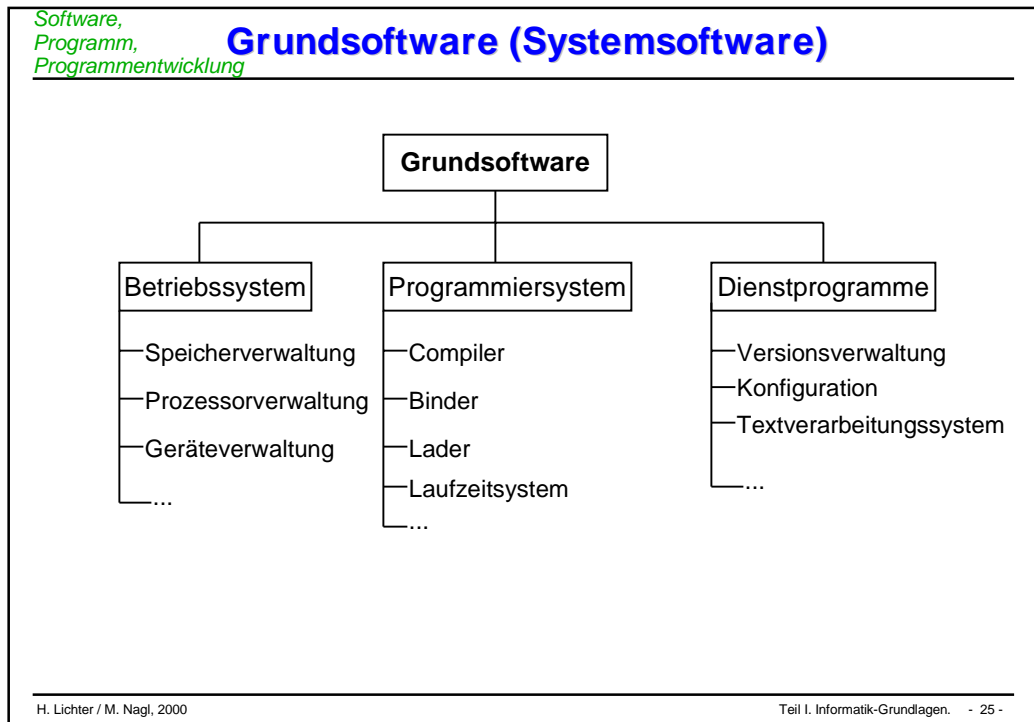 Software,
Programm,
Programmentwicklung
Grundsoftware (Systemsoftware)
Grundsoftware
Betriebssystem
Speicherverwaltung
Prozessorverwaltung
Geräteverwaltung
...
Programmiersystem
Compiler
Binder
Lader
Laufzeitsystem
...
Dienstprogramme
Versionsverwaltung
Konfiguration
Textverarbeitungssystem
...
H. Lichter / M. Nagl, 2000
Teil I. Informatik-Grundlagen. - 25 -